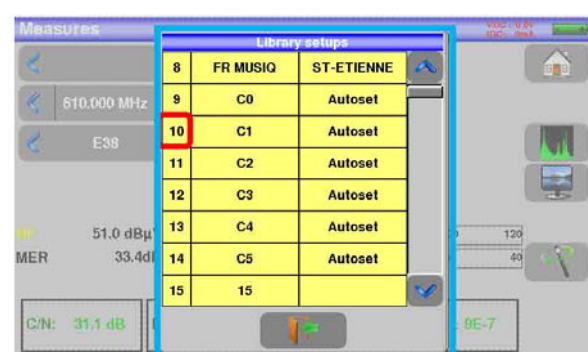 Measures
Library setups
8 FR MUSIQ ST-ETIENNE
610.000 MHz
9 C0 Autoset
10 C1 Autoset
E38
11 C2 Autoset
12 C3 Autoset
51.0 dBµ
13 C4 Autoset
120
MER 33.4d
14 C5 Autoset
40
15 15
C/N: 31.1 dB
9E-7